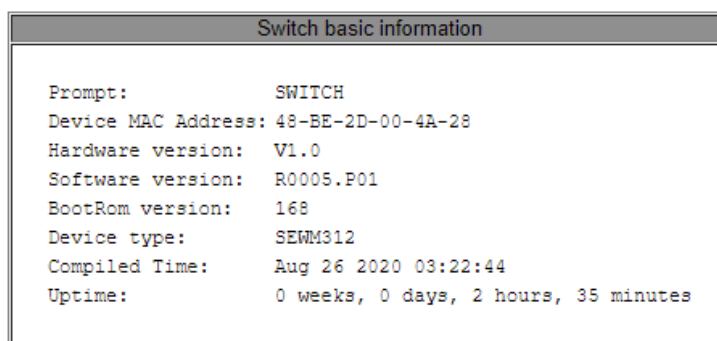 Switch basic information
Prompt: SWITCH
Device MAC Address: 48-BE-2D-00-4A-28
Hardware version: V1.0
Software version: R0005.P01
BootRom version: 168
Device type: SEWM312
Compiled Time: Aug 26 2020 03:22:44
Uptime: 0 weeks, 0 days, 2 hours, 35 minutes